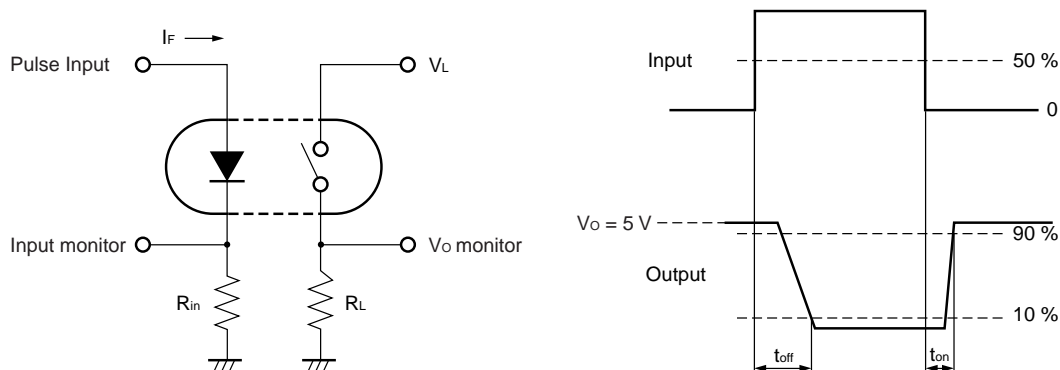 IF
Pulse Input
VL
Input monitor
VO monitor
Rin
RL
Input
50 %
0
VO = 5 V
90 %
Output
10 %
toff
ton